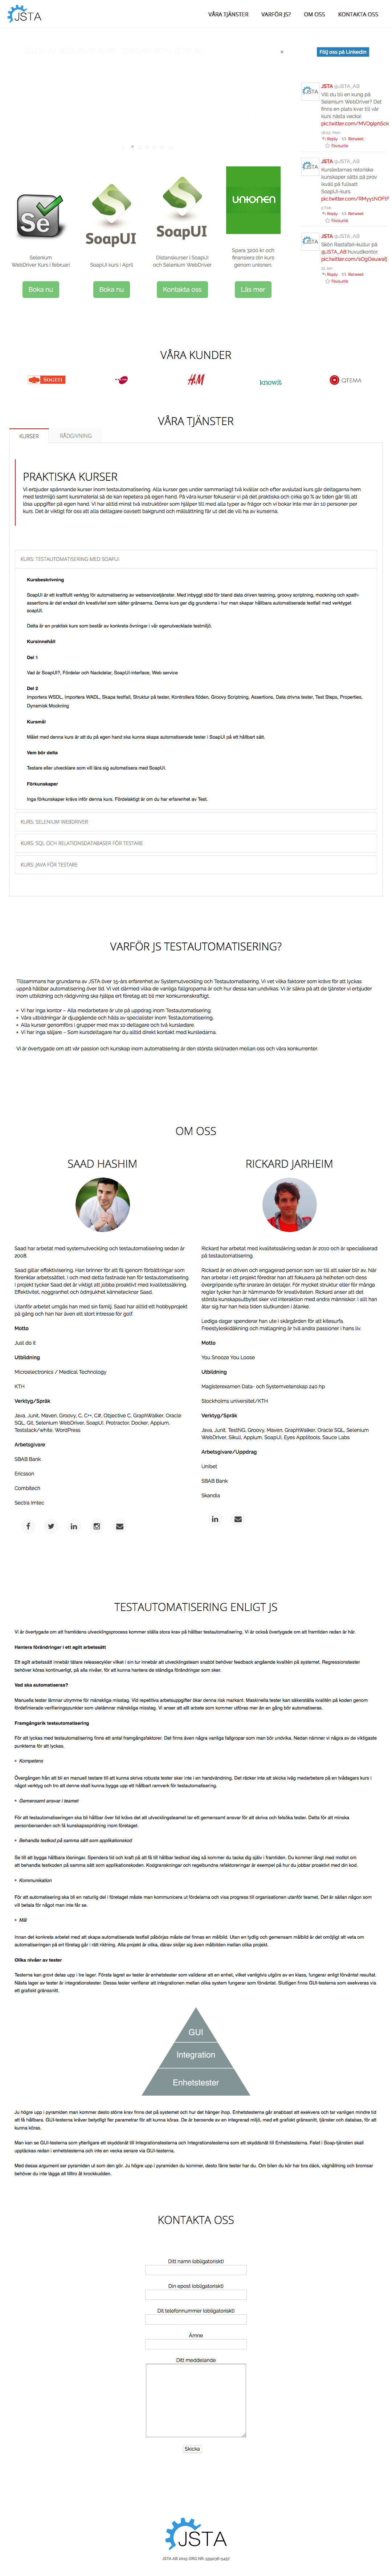 JSTA
VÅRA TJÄNSTER VARFÖR JS? OM OSS KONTAKTA OSS
Följ oss på LinkedIn
JSTA @JSTA_AB
Vill du bli en kung på
Selenium WebDriver? Det
finns en plats kvar till vår
kurs nästa vecka!
Reply Retweet
Favourite
JSTA @JSTA_AB
Kursledarnas retoriska
kunskaper sätts på prov
ikväll på fullsatt
SoapUI-kurs.
2 Feb
Reply Retweet
Favourite
JSTA @JSTA_AB
Skön Rastafari-kultur på
@JSTA_AB huvudkontor.
Reply Retweet
Favourite
Selenium
WebDriver Kurs i februari
Boka nu
SoapUI
SoapUI kurs i April
Boka nu
SoapUI
Distanskurser i SoapUI
och Selenium WebDriver
Kontakta oss
unionen
Spara 3200 kr och
finansiera din kurs
genom unionen.
Läs mer
VÅRA KUNDER
SOGETI
H&M
knowit
QTEMA
VÅRA TJÄNSTER
KURSER RÅDGIVNING
PRAKTISKA KURSER
Vi erbjuder spännande kurser inom testautomatisering. Alla kurser ges under sammanlagt två kvällar och efter avslutad kurs går deltagarna hem
med testmiljö samt kursmaterial så de kan repetera på egen hand. På våra kurser fokuserar vi på det praktiska och cirka 90 % av tiden går till att
lösa uppgifter på egen hand. Vi har alltid minst två instruktörer som hjälper till med alla typer av frågor och vi bokar inte mer än 10 personer per
kurs. Det är viktigt för oss att alla deltagare oavsett bakgrund och målsättning får ut det de vill ha av kurserna.
KURS: TESTAUTOMATISERING MED SOAPUI
Kursbeskrivning
SoapUI är ett kraftfullt verktyg för automatisering av webservicetjänster. Med inbyggt stöd för bland data driven testning, groovy scripting, mockning och xpath-
assertions är det endast din kreativitet som sätter gränserna. Denna kurs ger dig grunderna i hur man skapar hållbara automatiserade testfall med verktyget
soapUI.
Detta är en praktisk kurs som består av konkreta övningar i vår egenutvecklade testmiljö.
Kursinnehåll
Del 1
Vad är SoapUI?, Fördelar och Nackdelar, SoapUI-interface, Web service
Del 2
Importera WSDL, Importera WADL, Skapa testfall, Struktur på tester, Kontrollera flöden, Groovy Scriptning, Assertions, Data drivna tester, Test Steps, Properties,
Dynamisk Mockning
Kursmål
Målet med denna kurs är att du på egen hand ska kunna skapa automatiserade tester i SoapUI på ett hållbart sätt.
Vem bör delta
Testare eller utvecklare som vill lära sig automatisera med SoapUI.
Förkunskaper
Inga förkunskaper krävs inför denna kurs. Fördelaktigt är om du har erfarenhet av Test.
KURS: SELENIUM WEBDRIVER
KURS: SQL OCH RELATIONSDATABASER FÖR TESTARE
KURS: JAVA FÖR TESTARE
VARFÖR JS TESTAUTOMATISERING?
Tillsammans har grundarna av JSTA över 15-års erfarenhet av Systemutveckling och Testautomatisering. Vi vet vilka faktorer som krävs för att lyckas
uppnå hållbar automatisering över tid. Vi vet därmed vilka de vanliga fallgroparna är och hur dessa kan undvikas. Vi är säkra på att de tjänster vi erbjuder
inom utbildning och rådgivning ska hjälpa ert företag att bli mer konkurrenskraftigt.
Vi har inga kontor – Alla medarbetare är ute på uppdrag inom Testautomatisering.
Våra utbildningar är djupgående och hålls av specialister inom Testautomatisering.
Alla kurser genomförs i grupper med max 10 deltagare och två kursledare.
Vi har inga säljare – Som kursdeltagare har du alltid direkt kontakt med kursledarna.
Vi är övertygade om att vår passion och kunskap inom automatisering är den största skillnaden mellan oss och våra konkurrenter.
OM OSS
SAAD HASHIM
Saad har arbetat med systemutveckling och testautomatisering sedan år
2008.
Saad gillar effektivisering. Han brinner för att få igenom förbättringar som
förenklar arbetssättet. I och med detta fastnade han för testautomatisering.
I projekt tycker Saad det är viktigt att jobba proaktivt med kvalitetssäkring.
Effektivitet, noggranhet och ödmjukhet kännetecknar Saad.
Utanför arbetet umgås han med sin familj. Saad har alltid ett hobbyprojekt
på gång och han har även ett stort intresse för golf.
Motto
Just do it
Utbildning
Microelectronics / Medical Technology
KTH
Verktyg/Språk
Java, Junit, Maven, Groovy, C, C++, C#, Objective C, GraphWalker, Oracle
SQL, Git, Selenium WebDriver, SoapUI, Protractor, Docker, Appium,
Testslack/white, WordPress
Arbetsgivare
SBAB Bank
Ericsson
Combitech
Sectra Imtec
RICKARD JARHEIM
Rickard har arbetat med kvalitetssäkring sedan år 2010 och är specialiserad
på testautomatisering.
Rickard är en driven och engagerad person som ser till att saker blir av. När
han arbetar i ett projekt föredrar han att fokusera på helheten och dess
övergripande syfte snarare än detaljer. För mycket struktur eller för många
regler tycker han är hämmande för kreativiteten. Rickard anser att det
största kunskapsutbytet sker vid interaktion med andra människor. I allt han
åtar sig har han hela tiden slutkunden i åtanke.
Lediga dagar spenderar han ute i skärgården för att kitesurfa.
Freestyleskidåkning och matlagning är två andra passioner i hans liv.
Motto
You Snooze You Loose
Utbildning
Magisterexamen Data- och Systemvetenskap 240 hp
Stockholms universitet/KTH
Verktyg/Språk
Java, Junit, TestNG, Groovy, Maven, GraphWalker, Oracle SQL, Selenium
WebDriver, Sikuli, Appium, SoapUI, Eyes Applitools, Sauce Labs
Arbetsgivare/Uppdrag
Unibet
SBAB Bank
Skandia
TESTAUTOMATISERING ENLIGT JS
Vi är övertygade om att framtidens utvecklingsprocess kommer ställa stora krav på hållbar testautomatisering. Vi är också övertygade om att framtiden redan är här.
Hantera förändringar i ett agilt arbetssätt
Ett agilt arbetssätt innebär tätare releasecykler vilket i sin tur innebär att utvecklingsteam snabbt behöver feedback angående kvalitén på systemet. Regressionstester
behöver köras kontinuerligt, på alla nivåer, för att kunna hantera de ständiga förändringar som sker.
Vad ska automatiseras?
Manuella tester lämnar utrymme för mänskliga misstag. Vid repetitiva arbetsuppgifter ökar denna risk markant. Maskinella tester kan säkerställa kvalitén på koden genom
fördefinierade verifieringspunkter som utelämnar mänskliga misstag. Vi anser att allt arbete som kommer utföras mer än en gång bör automatiseras.
Framgångsrik testautomatisering
För att lyckas med testautomatisering finns ett antal framgångsfaktorer. Det finns även några vanliga fallgropar som man bör undvika. Nedan nämner vi några av de viktigaste
punkterna för att lyckas.
Kompetens
Övergången från att bli en manuell testare till att kunna skriva robusta tester sker inte i en handvändning. Det räcker inte att skicka iväg medarbetare på en tvådagars kurs i
något verktyg och tro att denne skall kunna bygga upp ett hållbart ramverk för testautomatisering.
Gemensamt ansvar i teamet
För att testautomatiseringen ska bli hållbar över tid krävs det att utvecklingsteamet tar ett gemensamt ansvar för att skriva och felsöka tester. Detta för att minska
personberoenden och få kunskapsspridning inom företaget.
Behandla testkod på samma sätt som applikationskod
Se till att bygga hållbara lösningar. Spendera tid och kraft på att få till hållbar testkod idag så kommer du tacka dig själv i framtiden. Du kommer långt med mottot om
att behandla testkoden på samma sätt som applikationskoden. Kodgranskningar och regelbundna refaktoreringar är exempel på hur du jobbar proaktivt med din kod.
Kommunikation
För att automatisering ska bli en naturlig del i företaget måste man kommunicera ut fördelarna och visa progress till organisationen utanför teamet. Det är någon som
vill betala för något man inte får se.
Mål
Innan det konkreta arbetet med att skapa automatiserade testfall påbörjas måste det finnas en målbild. Utan en tydlig och gemensam målbild är det omöjligt att veta om
automatiseringen på ert företag går i rätt riktning. Alla projekt är olika, därav skiljer sig även målbilden mellan olika projekt.
Olika nivåer av tester
Testerna kan grovt delas upp i tre lager. Första lagret av tester är enhetstester som validerar att en enhet, vilket vanligtvis utgörs av en klass, fungerar enligt förväntat resultat.
Nästa lager av tester är integrationstester. Dessa tester verifierar att integrationen mellan olika system fungerar som förväntat. Slutligen finns GUI-testerna som exekveras via
ett grafiskt gränssnitt.
GUI
Integration
Enhetstester
Ju högre upp i pyramiden man kommer desto större krav finns det på systemet och hur det hänger ihop. Enhetstesterna går snabbast att exekvera och tar vanligen mindre tid
att få hållbara. GUI-testerna kräver betydligt fler parametrar för att kunna köras. De är beroende av en integrerad miljö, med ett grafiskt gränssnitt, tjänster och databas, för att
kunna köras.
Man kan se GUI-testerna som ytterligare ett skyddsnät till Integrationstesterna och Integrationstesterna som ett skyddsnät till Enhetstesterna. Felet i Soap-tjänsten skall
upptäckas redan i enhetstesterna och inte en vecka senare via GUI-testerna.
Med dessa argument ser pyramiden ut som den gör. Ju högre upp i pyramiden du kommer, desto färre tester har du. Om bilen du kör har bra däck, väghållning och bromsar
behöver du inte lägga all tilltro åt krockkudden.
KONTAKTA OSS
Ditt namn (obligatoriskt)
Din epost (obligatoriskt)
Dit telefonnummer (obligatoriskt)
Ämne
Ditt meddelande
Skicka
JSTA
JSTA AB 2015 ORG NR: 559036-5457